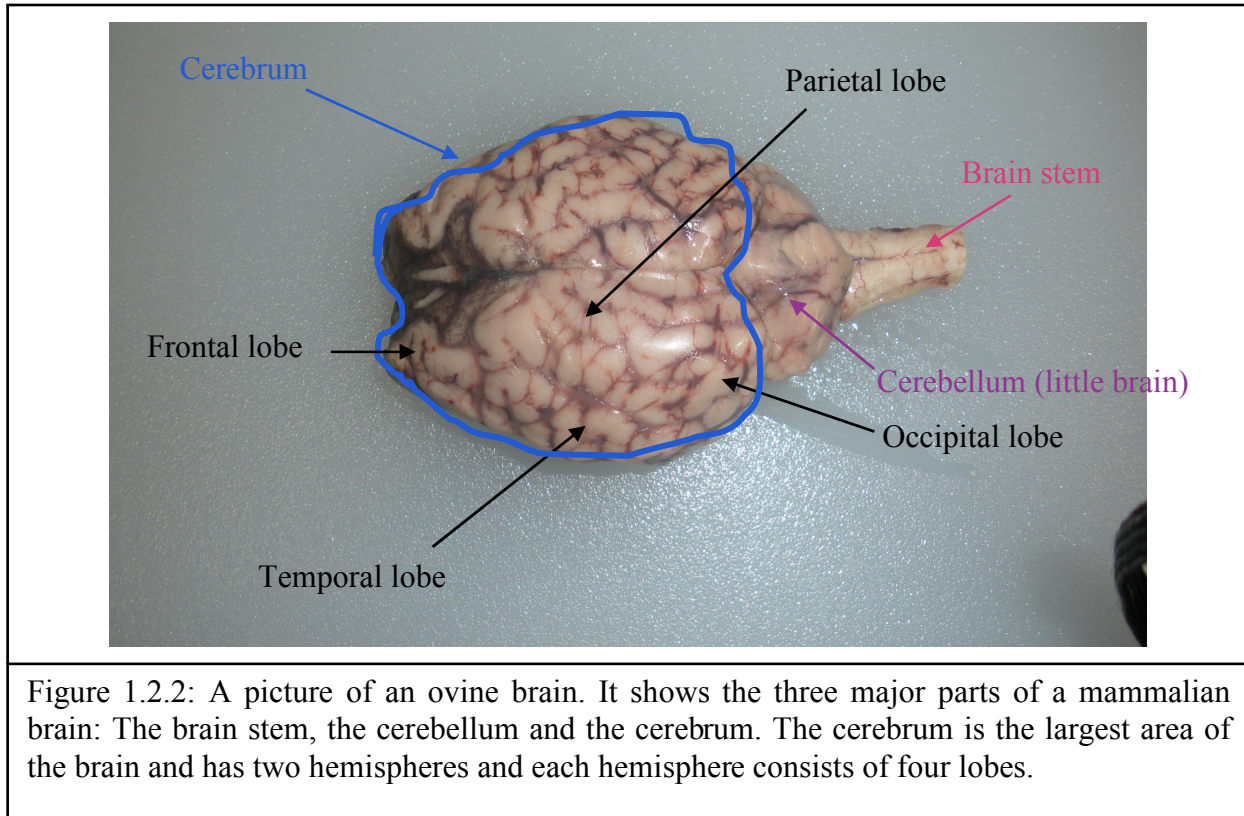 Cerebrum
Parietal lobe
Brain stem
Frontal lobe
Cerebellum (little brain)
Occipital lobe
Temporal lobe
Figure 1.2.2: A picture of an ovine brain. It shows the three major parts of a mammalian
brain: The brain stem, the cerebellum and the cerebrum. The cerebrum is the largest area of
the brain and has two hemispheres and each hemisphere consists of four lobes.